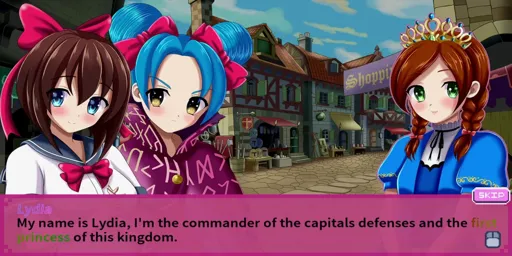 Shoppi
SKIP
Lydia
My name is Lydia, I'm the commander of the capitals defenses and the first
princess of this kingdom.